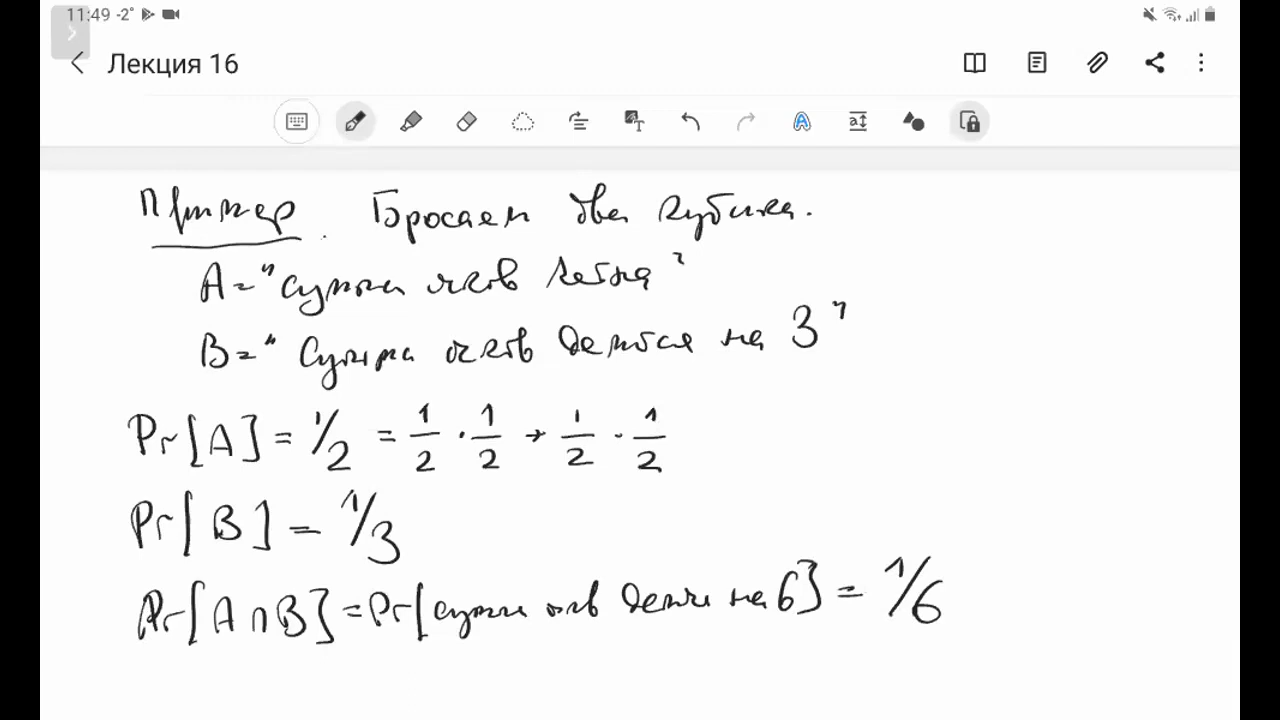 11:49 -2°
Лекция 16
Пример. Бросаем два кубика.
A = "сумма очков четна"
B = "сумма очков делится на 3"
Pr[A] = 1/2 = 1/2 · 1/2 + 1/2 · 1/2
Pr[B] = 1/3
Pr[A ∩ B] = Pr[сумма очков делится на 6] = 1/6